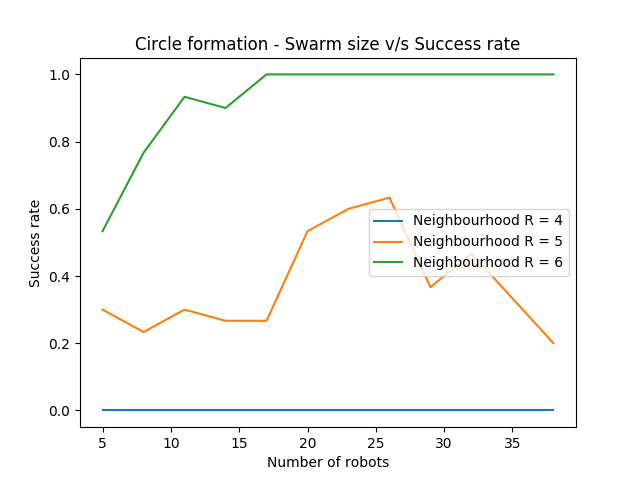 Circle formation - Swarm size v/s Success rate
1.0
0.8
0.6
0.4
0.2
0.0
Success rate
Neighbourhood R = 4
Neighbourhood R = 5
Neighbourhood R = 6
5 10 15 20 25 30 35
Number of robots